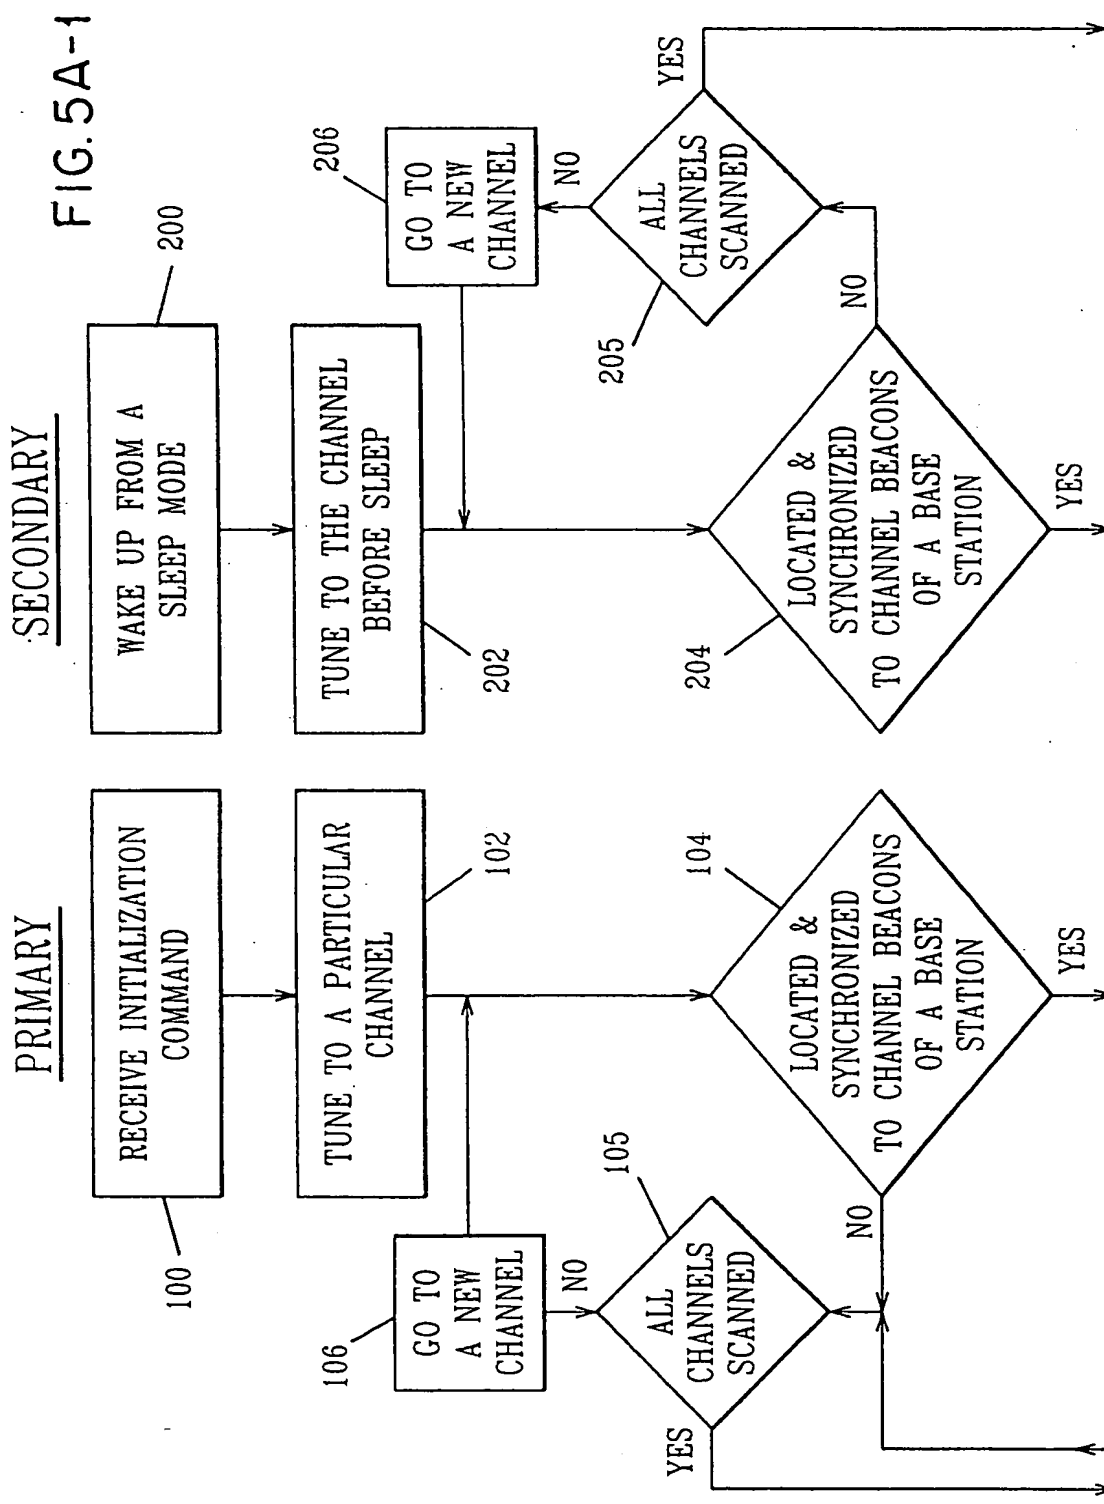 FIG. 5A-1
PRIMARY
RECEIVE INITIALIZATION
COMMAND
100
TUNE TO A PARTICULAR
CHANNEL
102
GO TO
A NEW
CHANNEL
106
NO
ALL
CHANNELS
SCANNED
105
YES
LOCATED &
SYNCHRONIZED
TO CHANNEL BEACONS
OF A BASE
STATION
104
NO
YES
SECONDARY
WAKE UP FROM A
SLEEP MODE
200
TUNE TO THE CHANNEL
BEFORE SLEEP
202
GO TO
A NEW
CHANNEL
206
NO
ALL
CHANNELS
SCANNED
205
YES
LOCATED &
SYNCHRONIZED
TO CHANNEL BEACONS
OF A BASE
STATION
204
NO
YES